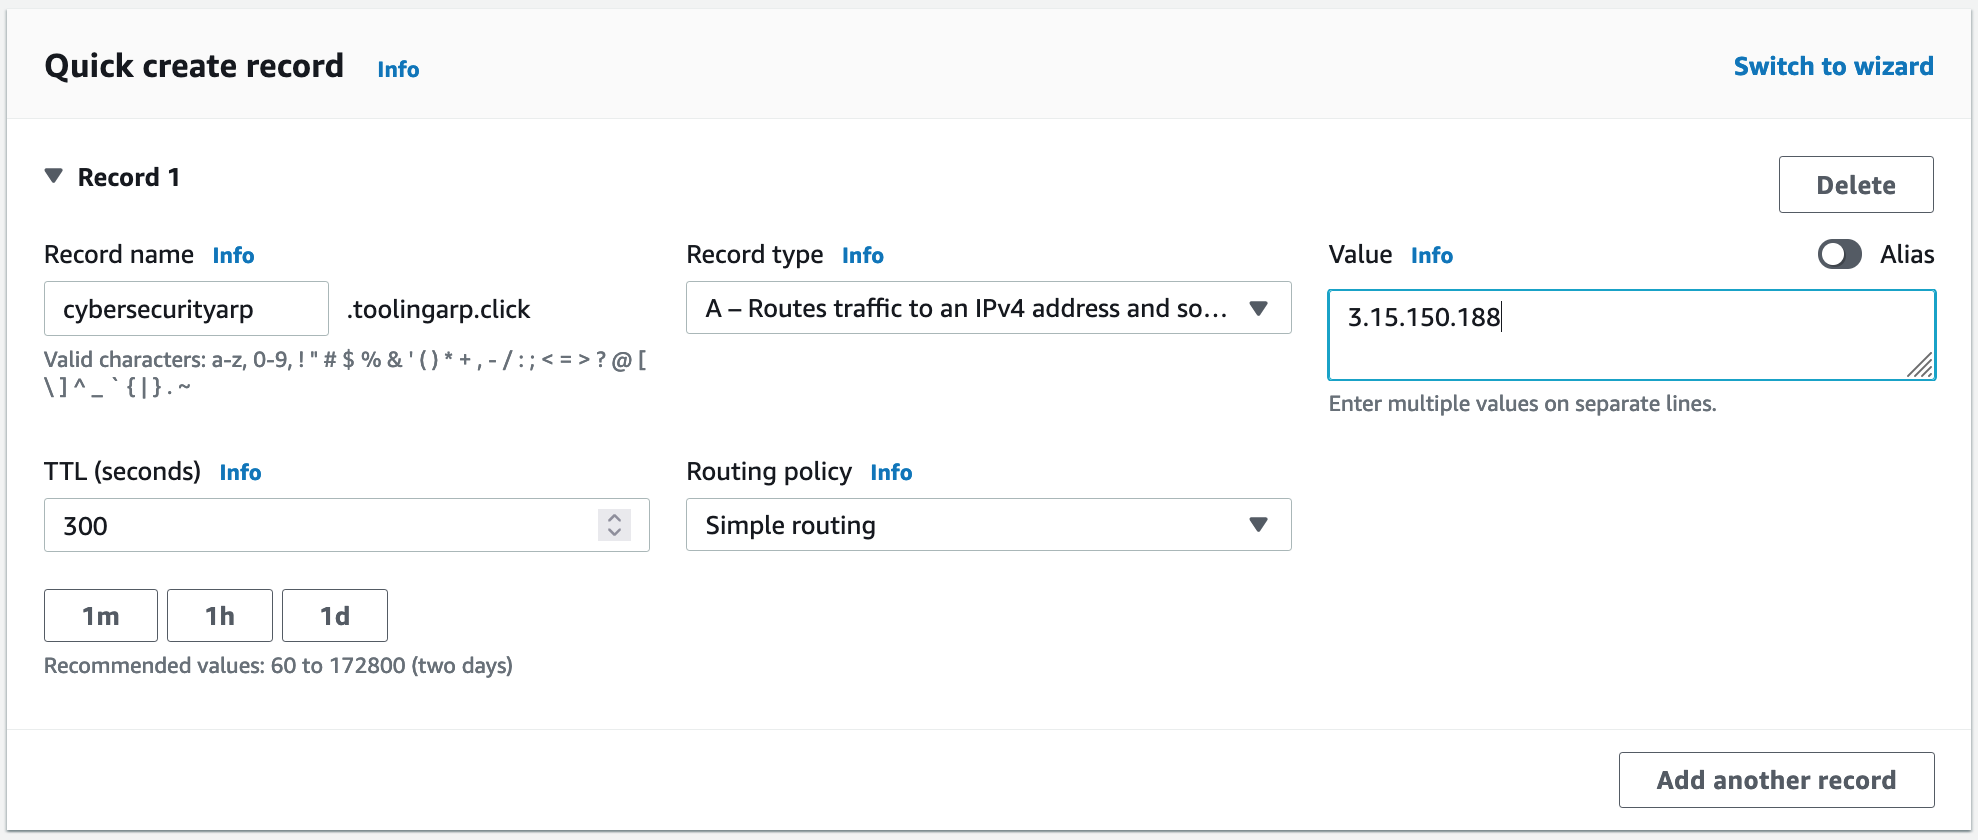 Quick create record Info Switch to wizard
Record 1
Delete
Record name Info
cybersecurityarp .toolingarp.click
Valid characters: a-z, 0-9, ! " # $ % & ' ( ) * + , - / : ; < = > ? @ [
\ ] ^ _ ` { | } . ~
Record type Info
A – Routes traffic to an IPv4 address and so...
Value Info Alias
3.15.150.188
Enter multiple values on separate lines.
TTL (seconds) Info
300
1m 1h 1d
Recommended values: 60 to 172800 (two days)
Routing policy Info
Simple routing
Add another record